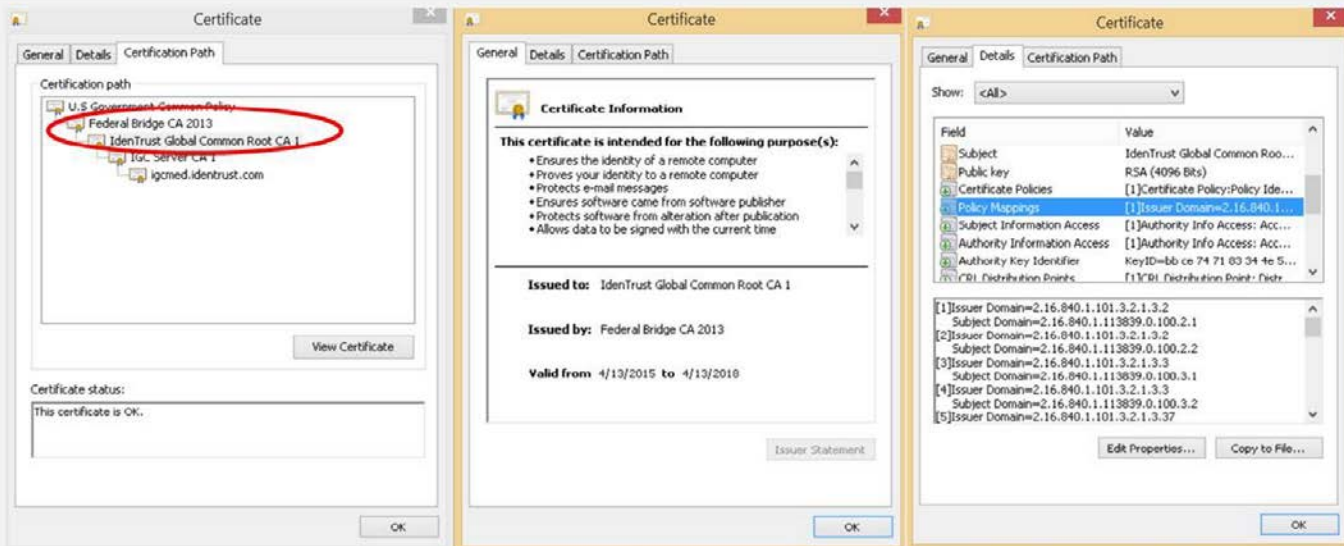 Certificate
General Details Certification Path
Certification path
U.S Government Common Policy
Federal Bridge CA 2013
IdenTrust Global Common Root CA 1
IGC Server CA 1
igcmed.identrust.com
View Certificate
Certificate status:
This certificate is OK.
OK
Certificate
General Details Certification Path
Certificate Information
This certificate is intended for the following purpose(s):
• Ensures the identity of a remote computer
• Proves your identity to a remote computer
• Protects e-mail messages
• Ensures software came from software publisher
• Protects software from alteration after publication
• Allows data to be signed with the current time
Issued to: IdenTrust Global Common Root CA 1
Issued by: Federal Bridge CA 2013
Valid from 4/13/2015 to 4/13/2018
Issuer Statement
OK
Certificate
General Details Certification Path
Show: <All>
Field Value
Subject IdenTrust Global Common Roo...
Public key RSA (4096 Bits)
Certificate Policies [1]Certificate Policy:Policy Ide...
Policy Mappings [1]Issuer Domain=2.16.840.1....
Subject Information Access [1]Authority Info Access: Acc...
Authority Information Access [1]Authority Info Access: Acc...
Authority Key Identifier KeyID=bb ce 74 71 83 34 4e 5...
CRL Distribution Points [1]CRL Distribution Point: Distr
[1]Issuer Domain=2.16.840.1.101.3.2.1.3.2
Subject Domain=2.16.840.1.113839.0.100.2.1
[2]Issuer Domain=2.16.840.1.101.3.2.1.3.2
Subject Domain=2.16.840.1.113839.0.100.2.2
[3]Issuer Domain=2.16.840.1.101.3.2.1.3.3
Subject Domain=2.16.840.1.113839.0.100.3.1
[4]Issuer Domain=2.16.840.1.101.3.2.1.3.3
Subject Domain=2.16.840.1.113839.0.100.3.2
[5]Issuer Domain=2.16.840.1.101.3.2.1.3.37
Edit Properties... Copy to File...
OK